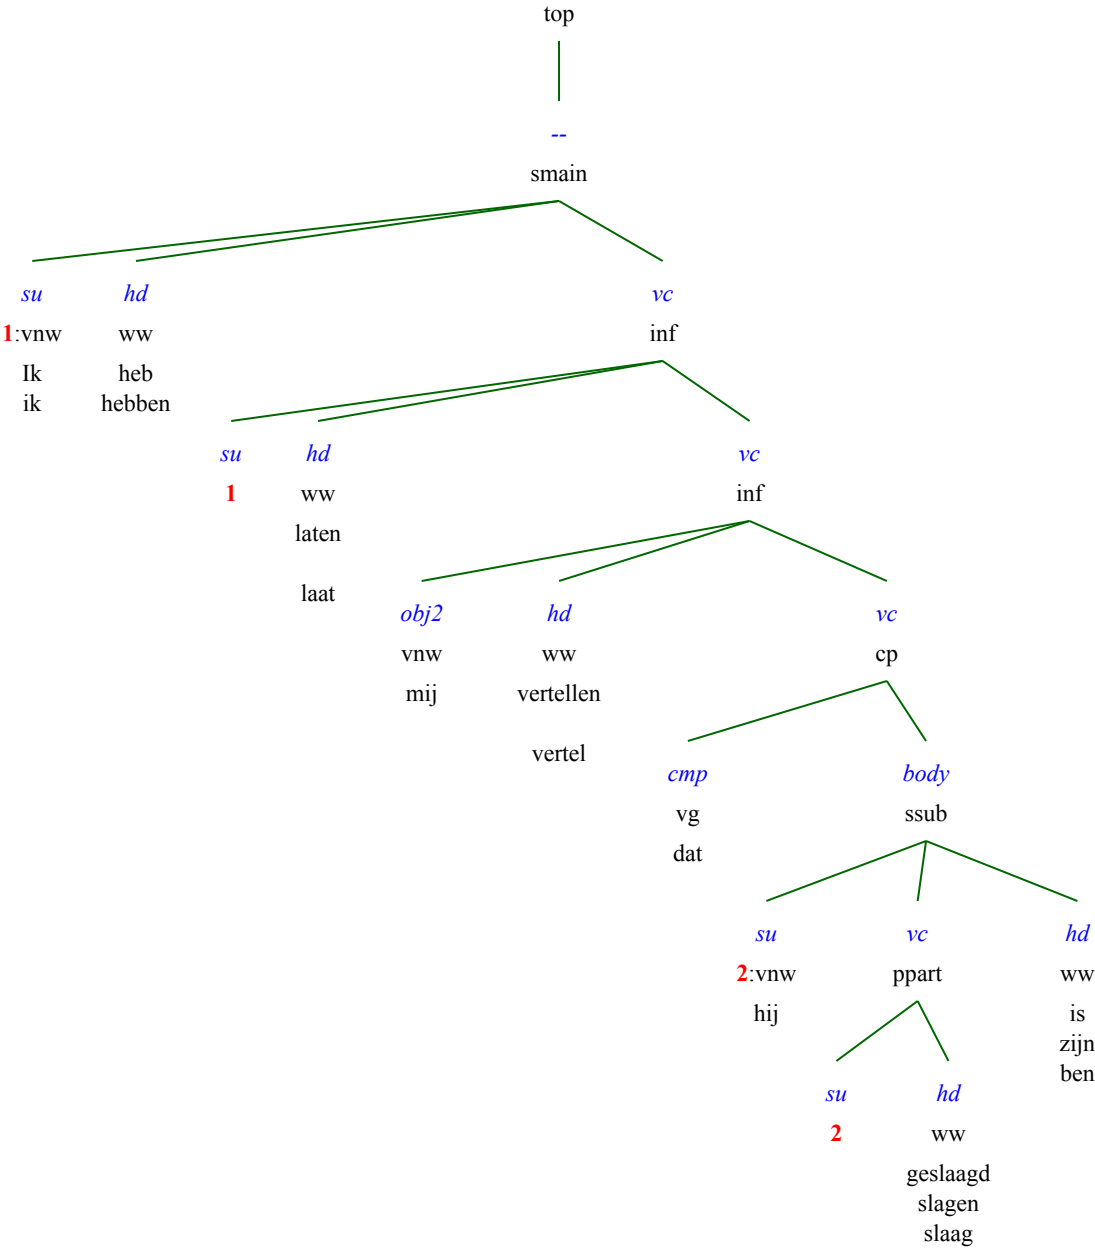 top
--
smain
su hd vc
1:vnw ww inf
Ik heb
ik hebben
su hd vc
1 ww inf
laten
laat
obj2 hd vc
vnw ww cp
mij vertellen
vertel
cmp body
vg ssub
dat
su vc hd
2:vnw ppart ww
hij is
zijn
ben
su hd
2 ww
geslaagd
slagen
slaag